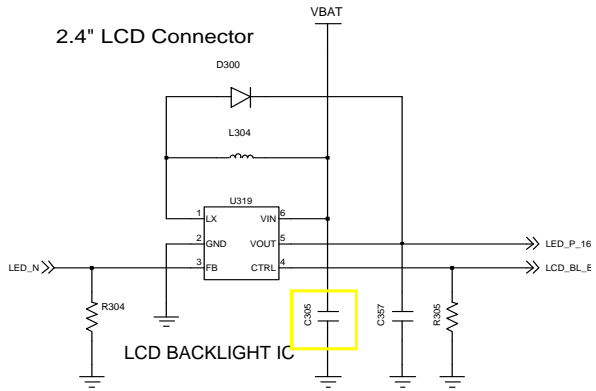 VBAT
2.4" LCD Connector
D300
L304
U319
1 LX VIN 6
2 GND VOUT 5
LED_P_16
LED_N
3 FB CTRL 4
LCD_BL_E
R304
C305
C357
R305
LCD BACKLIGHT IC